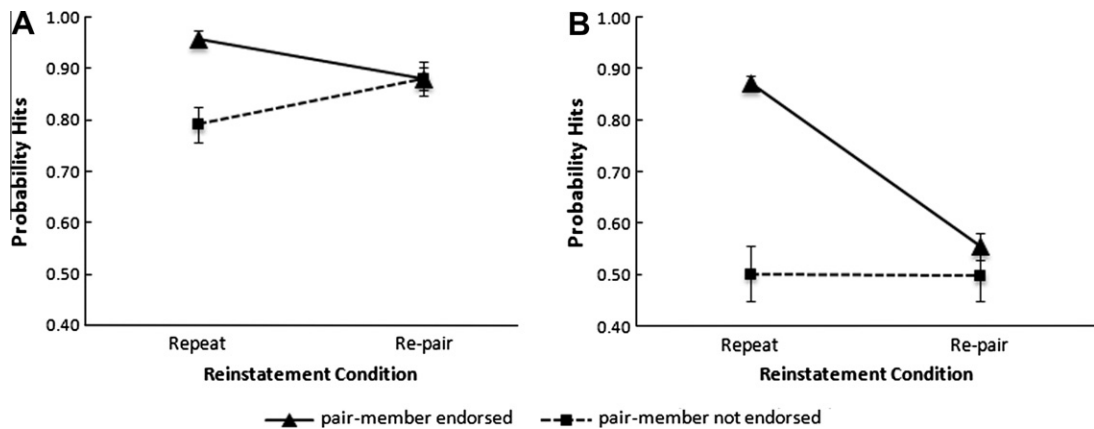 A
1.00
0.90
0.80
0.70
0.60
0.50
0.40
Probability Hits
Repeat
Re-pair
Reinstatement Condition
B
1.00
0.90
0.80
0.70
0.60
0.50
0.40
Probability Hits
Repeat
Re-pair
Reinstatement Condition
pair-member endorsed
pair-member not endorsed